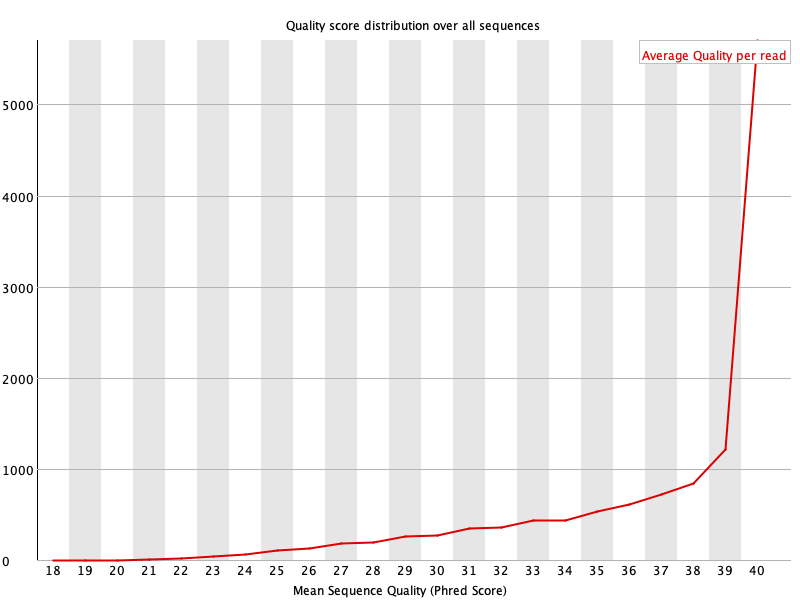 Quality score distribution over all sequences
Average Quality per read
5000
4000
3000
2000
1000
0
18 19 20 21 22 23 24 25 26 27 28 29 30 31 32 33 34 35 36 37 38 39 40
Mean Sequence Quality (Phred Score)